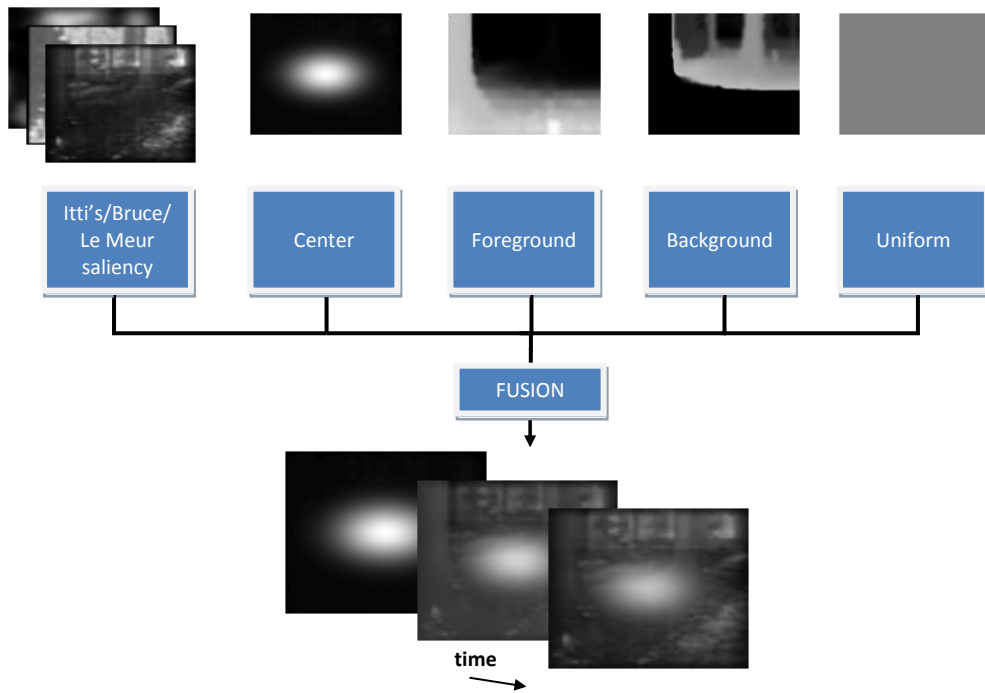 Itti's/Bruce/
Le Meur
saliency
Center
Foreground
Background
Uniform
FUSION
time